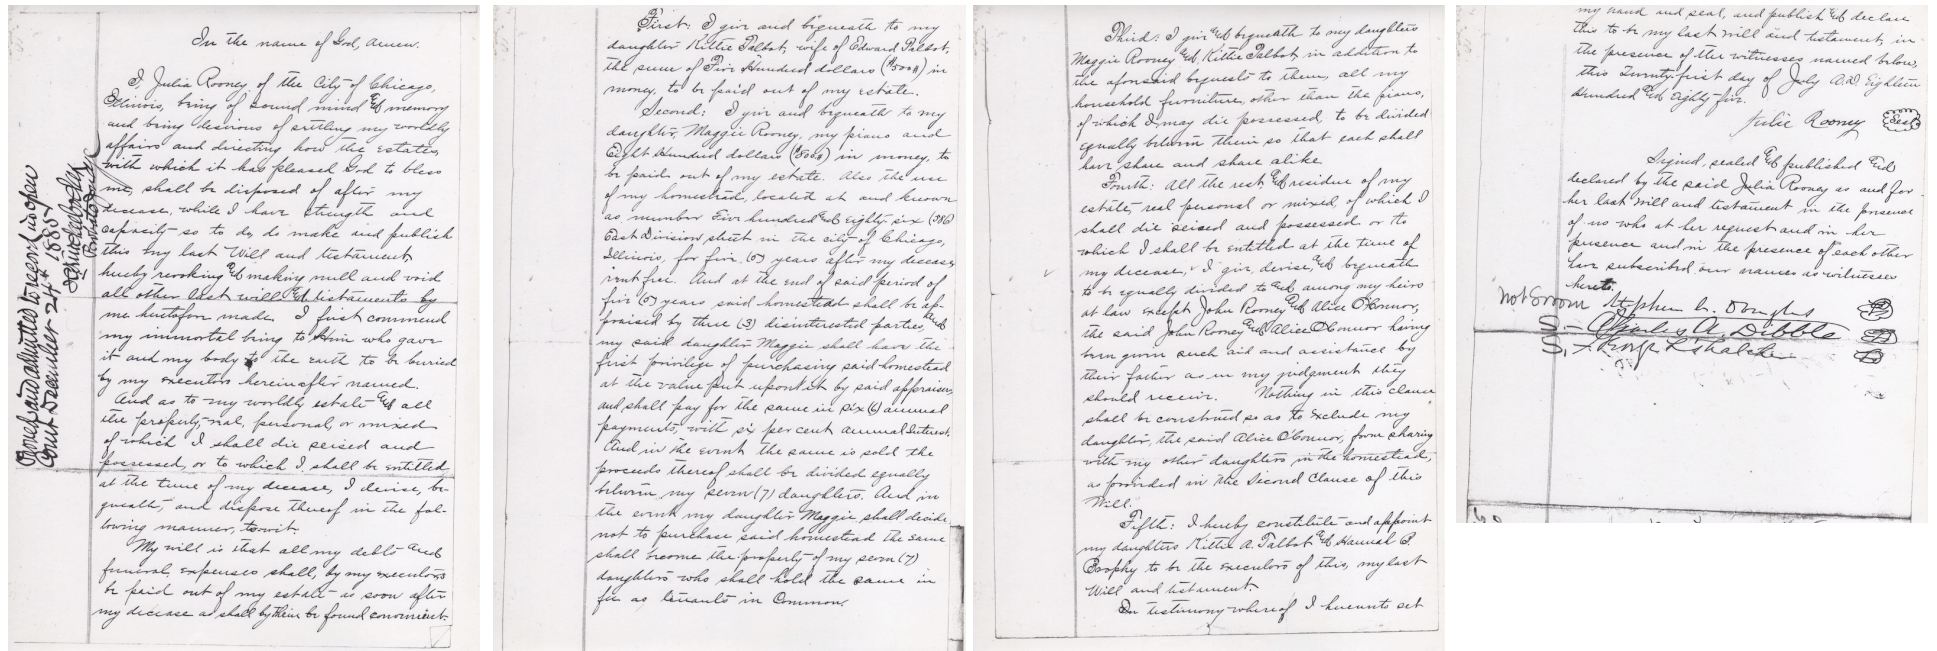 Proved and admitted to record in open
Court December 24th 1885
In the name of God, Amen.
I, Julia Rooney, of the City of Chicago,
Illinois, being of sound mind and memory
and being desirous of settling my worldly
affairs and directing how the estates,
with which it has pleased God to bless
me, shall be disposed of after my
decease, while I have strength and
capacity so to do, do make and publish
this my last Will and testament
hereby revoking and making null and void
all other last will and testaments by
me heretofore made. I first commend
my immortal being to Him who gave
it and my body to the earth to be buried
by my executors hereinafter named.
And as to my worldly estate and all
the property, real, personal, or mixed
of which I shall die seised and
possessed, or to which I, shall be entitled
at the time of my decease, I devise, be-
queath, and dispose thereof in the fol-
lowing manner, to wit.
My will is that all my debts and
funeral expenses shall, by my executors
be paid out of my estate as soon after
my decease as shall by them be found convenient.
First: I give and bequeath to my
daughter Kittie Talbot, wife of Edward Talbot,
the sum of Five Hundred dollars ($500) in
money, to be paid out of my estate.
Second: I give and bequeath to my
daughter, Maggie Rooney, my piano and
Eight Hundred dollars ($800) in money, to
be paid out of my estate. Also the use
of my homestead, located at and known
as number Five hundred and eighty six (586)
East Division street in the city of Chicago,
Illinois, for five (5) years after my decease
rent free. And at the end of said period of
five (5) years said homestead shall be ap-
praised by three (3) disinterested parties, and
my said daughter Maggie shall have the
first privilege of purchasing said homestead
at the value put upon it by said appraisers
and shall pay for the same in six (6) annual
payments, with six per cent annual Interest.
And in the event the same is sold the
proceeds thereof shall be divided equally
between my seven (7) daughters. And in
the event my daughter Maggie shall decide
not to purchase said homestead the same
shall become the property of my seven (7)
daughters who shall hold the same in
fee as tenants in Common.
Third: I give and bequeath to my daughters
Maggie Rooney and Kittie Talbot in addition to
the aforesaid bequests to them, all my
household furniture, other than the piano,
of which I may die possessed, to be divided
equally between them so that each shall
have share and share alike
Fourth: All the rest and residue of my
estate, real personal or mixed, of which I
shall die seised and possessed or to
which I shall be entitled at the time of
my decease, I give, devise, and bequeath
to be equally divided to and among my heirs
at law except John Rooney and Alice O'Connor,
the said John Rooney and Alice O'Connor having
been given such aid and assistance by
their father as in my judgment they
should receive. Nothing in this clause
shall be construed so as to exclude my
daughter, the said Alice O'Connor, from sharing
with my other daughters in the homestead,
as provided in the Second Clause of this
Will.
Fifth: I hereby constitute and appoint
my daughters Kittie A. Talbot and Hannah P.
Brophy to be the executors of this, my last
Will and testament.
In testimony whereof I hereunto set
my hand and seal, and publish and declare
this to be my last will and testament, in
the presence of the witnesses named below,
this Twenty-first day of July A.D. Eighteen
Hundred and Eighty five.
Julie Rooney Seal
Signed, sealed and published and
declared by the said Julia Rooney as and for
her last will and testament in the presence
of us who at her request and in her
presence and in the presence of each other
have subscribed our names as witnesses
hereto.
not sworn Stephen A. Douglas
S. Charles A. Dibble
S. George